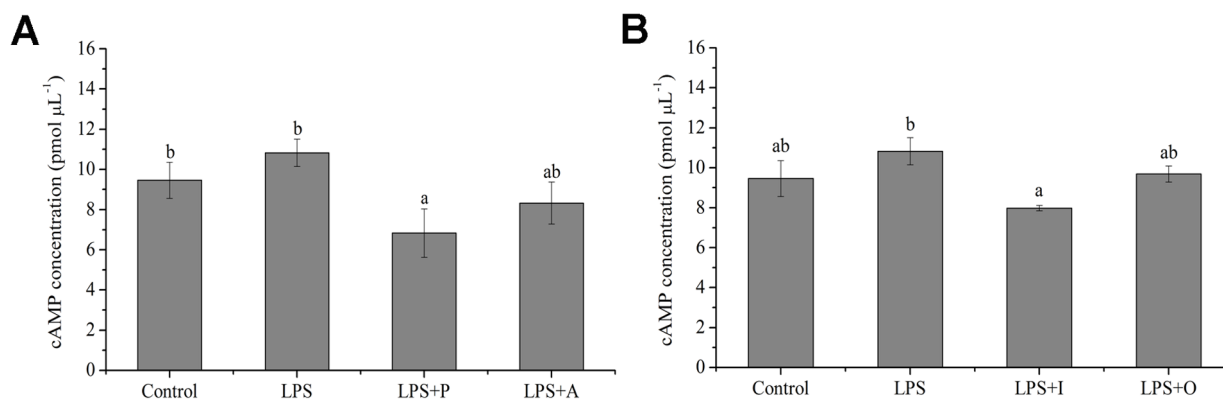 A
cAMP concentration (pmol μL⁻¹)
16
14
12
10
8
6
4
2
0
b
b
a
ab
Control
LPS
LPS+P
LPS+A
B
cAMP concentration (pmol μL⁻¹)
16
14
12
10
8
6
4
2
0
ab
b
a
ab
Control
LPS
LPS+I
LPS+O